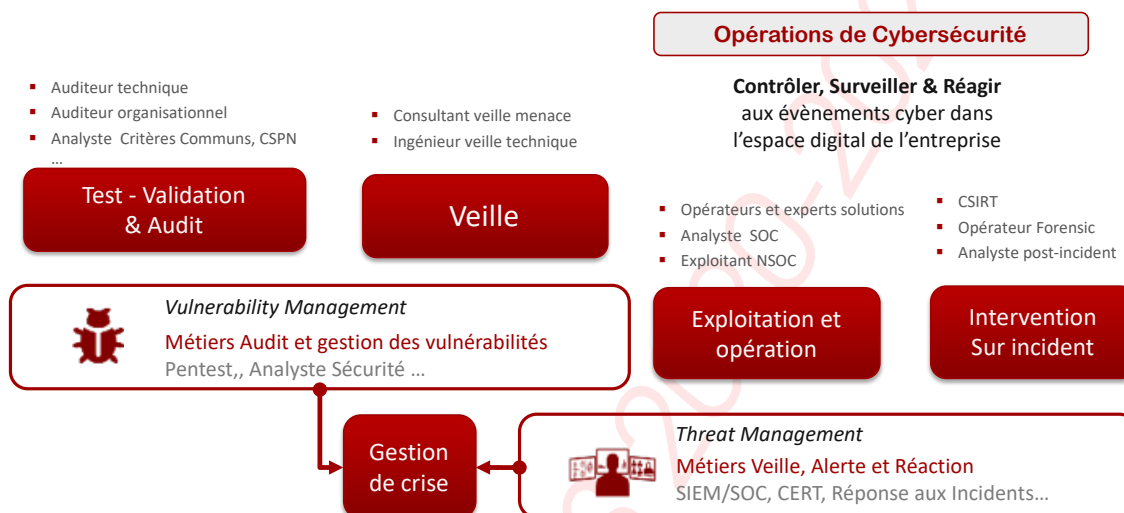 Opérations de Cybersécurité
Contrôler, Surveiller & Réagir
aux évènements cyber dans
l'espace digital de l'entreprise
▪ Auditeur technique
▪ Auditeur organisationnel
▪ Analyste Critères Communs, CSPN
...
Test - Validation
& Audit
▪ Consultant veille menace
▪ Ingénieur veille technique
Veille
▪ Opérateurs et experts solutions
▪ Analyste SOC
▪ Exploitant NSOC
Exploitation et
opération
▪ CSIRT
▪ Opérateur Forensic
▪ Analyste post-incident
Intervention
Sur incident
Vulnerability Management
Métiers Audit et gestion des vulnérabilités
Pentest,, Analyste Sécurité ...
Gestion
de crise
Threat Management
Métiers Veille, Alerte et Réaction
SIEM/SOC, CERT, Réponse aux Incidents...